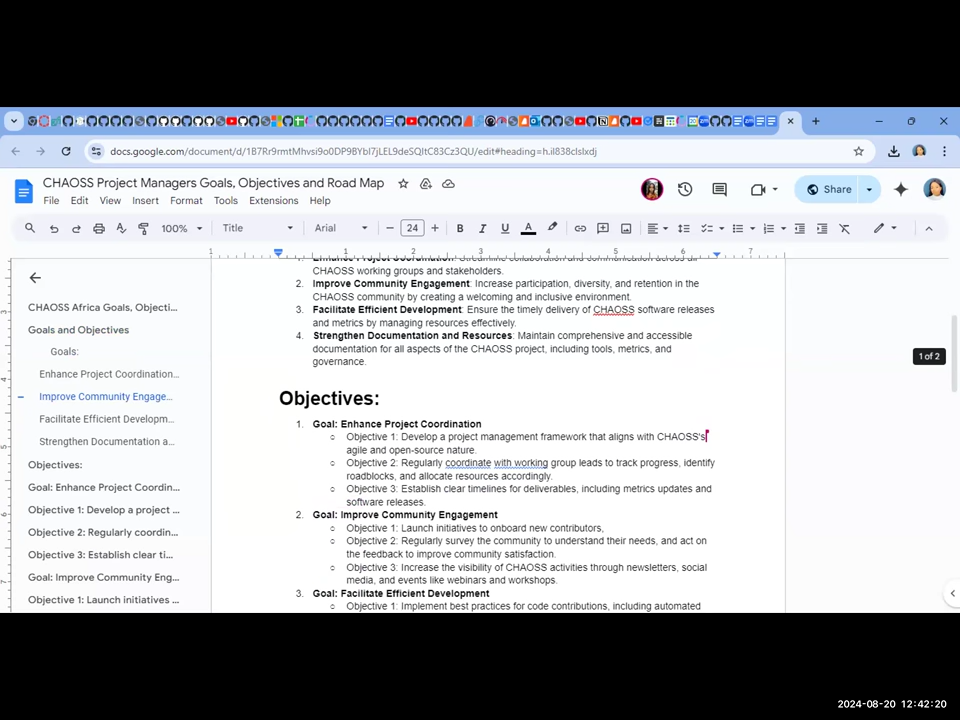 docs.google.com/document/d/1B7Rr9rmtMhvsi9o0DP9BYbI7jLEL9deSQItC83Cz3QU/edit#heading=h.il838clslxdj
CHAOSS Project Managers Goals, Objectives and Road Map
File Edit View Insert Format Tools Extensions Help
Share
100% Title Arial 24
1 1 2 3 4 5 6 7
CHAOSS Africa Goals, Objecti...
Goals and Objectives
Goals:
Enhance Project Coordination...
Improve Community Engage...
Facilitate Efficient Developm...
Strengthen Documentation a...
Objectives:
Goal: Enhance Project Coordin...
Objective 1: Develop a project ...
Objective 2: Regularly coordin...
Objective 3: Establish clear ti...
Goal: Improve Community Eng...
Objective 1: Launch initiatives ...
CHAOSS working groups and stakeholders.
2. Improve Community Engagement: Increase participation, diversity, and retention in the
CHAOSS community by creating a welcoming and inclusive environment.
3. Facilitate Efficient Development: Ensure the timely delivery of CHAOSS software releases
and metrics by managing resources effectively.
4. Strengthen Documentation and Resources: Maintain comprehensive and accessible
documentation for all aspects of the CHAOSS project, including tools, metrics, and
governance.
Objectives:
1. Goal: Enhance Project Coordination
○ Objective 1: Develop a project management framework that aligns with CHAOSS's
agile and open-source nature.
○ Objective 2: Regularly coordinate with working group leads to track progress, identify
roadblocks, and allocate resources accordingly.
○ Objective 3: Establish clear timelines for deliverables, including metrics updates and
software releases.
2. Goal: Improve Community Engagement
○ Objective 1: Launch initiatives to onboard new contributors,
○ Objective 2: Regularly survey the community to understand their needs, and act on
the feedback to improve community satisfaction.
○ Objective 3: Increase the visibility of CHAOSS activities through newsletters, social
media, and events like webinars and workshops.
3. Goal: Facilitate Efficient Development
○ Objective 1: Implement best practices for code contributions, including automated
1 of 2
2024-08-20 12:42:20